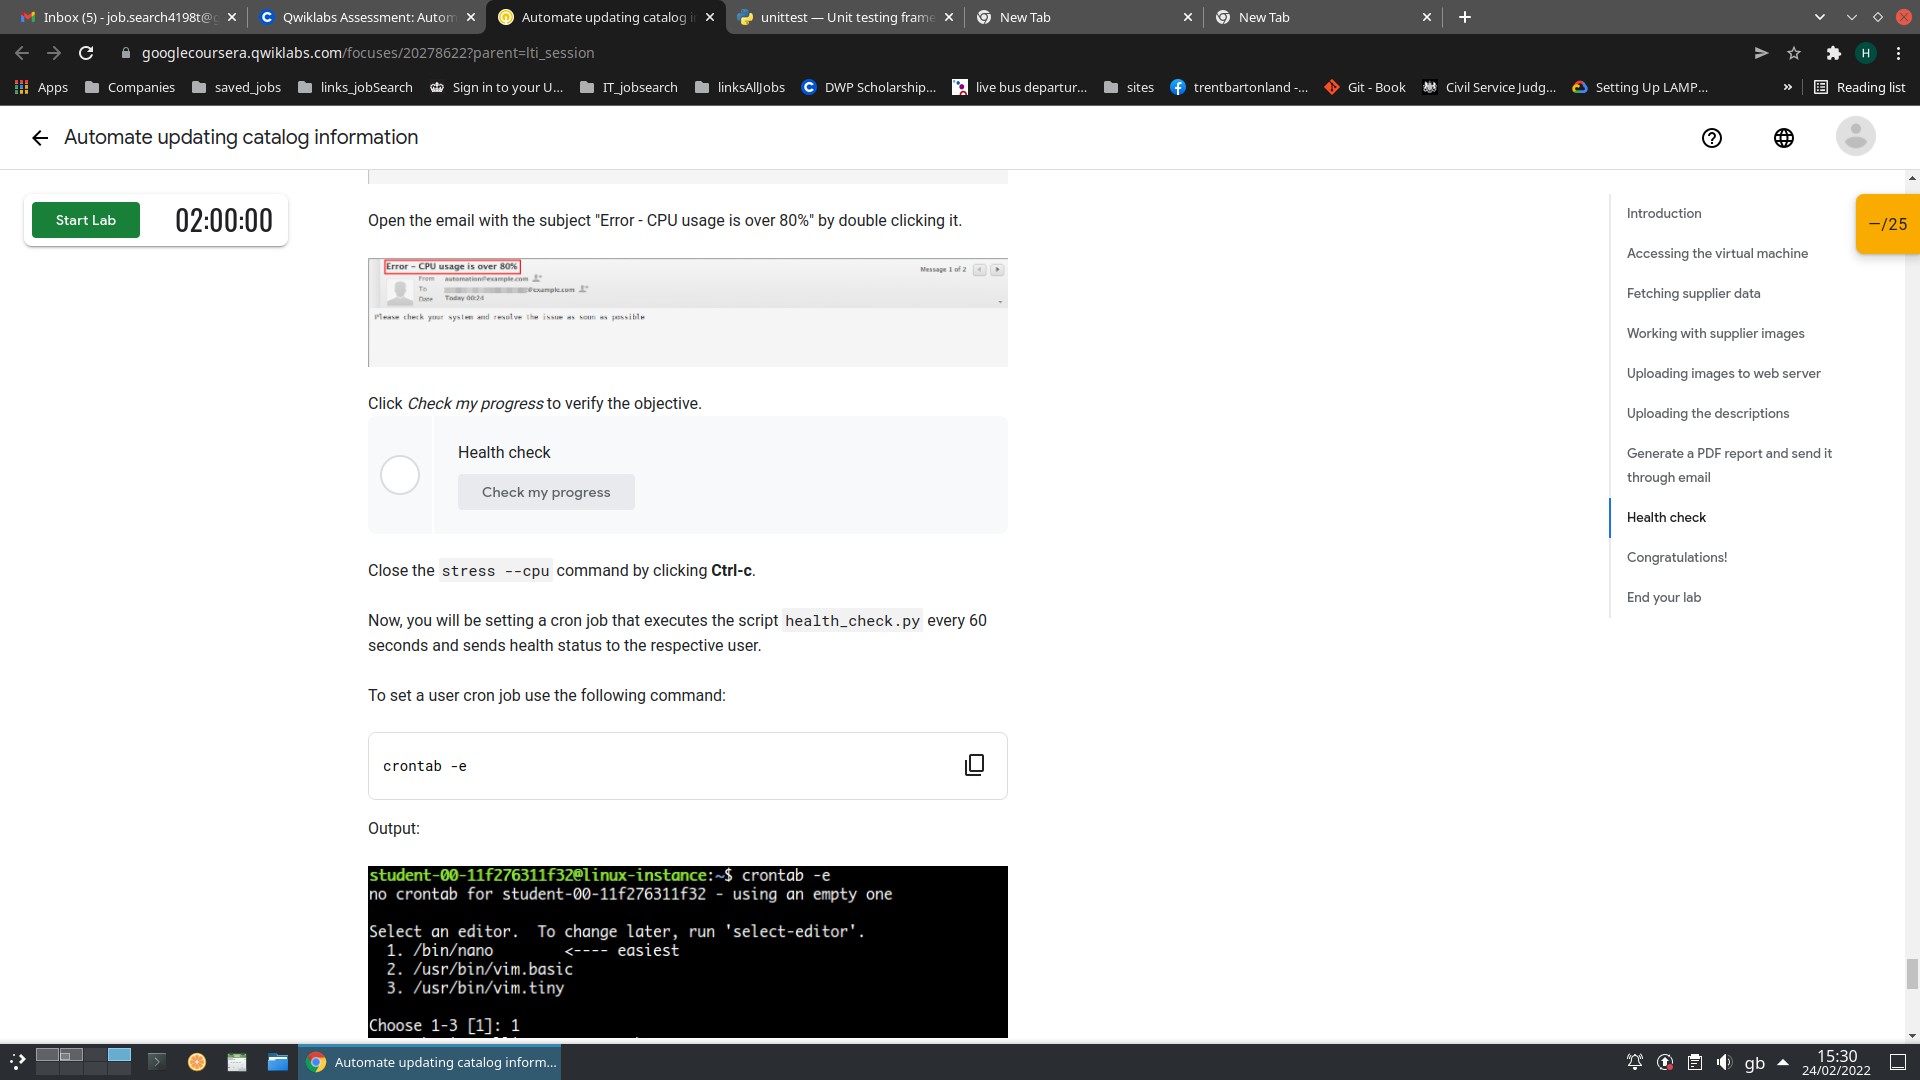 Inbox (5) - job.search4198t@g
Qwiklabs Assessment: Autom
Automate updating catalog i
unittest — Unit testing frame
New Tab
New Tab
googlecoursera.qwiklabs.com/focuses/20278622?parent=lti_session
H
Apps
Companies
saved_jobs
links_jobSearch
Sign in to your U...
IT_jobsearch
linksAllJobs
DWP Scholarship...
live bus departur...
sites
trentbartonland -...
Git - Book
Civil Service Judg...
Setting Up LAMP...
»
Reading list
Automate updating catalog information
Start Lab
02:00:00
Open the email with the subject "Error - CPU usage is over 80%" by double clicking it.
Error - CPU usage is over 80%
Message 1 of 2
From automation@example.com
To @example.com
Date Today 00:24
Please check your system and resolve the issue as soon as possible
Click Check my progress to verify the objective.
Health check
Check my progress
Close the stress --cpu command by clicking Ctrl-c.
Now, you will be setting a cron job that executes the script health_check.py every 60
seconds and sends health status to the respective user.
To set a user cron job use the following command:
crontab -e
Output:
student-00-11f276311f32@linux-instance:~$ crontab -e
no crontab for student-00-11f276311f32 - using an empty one
Select an editor.  To change later, run 'select-editor'.
1. /bin/nano        <---- easiest
2. /usr/bin/vim.basic
3. /usr/bin/vim.tiny
Choose 1-3 [1]: 1
Introduction
Accessing the virtual machine
Fetching supplier data
Working with supplier images
Uploading images to web server
Uploading the descriptions
Generate a PDF report and send it
through email
Health check
Congratulations!
End your lab
—/25
Automate updating catalog inform...
gb
15:30
24/02/2022